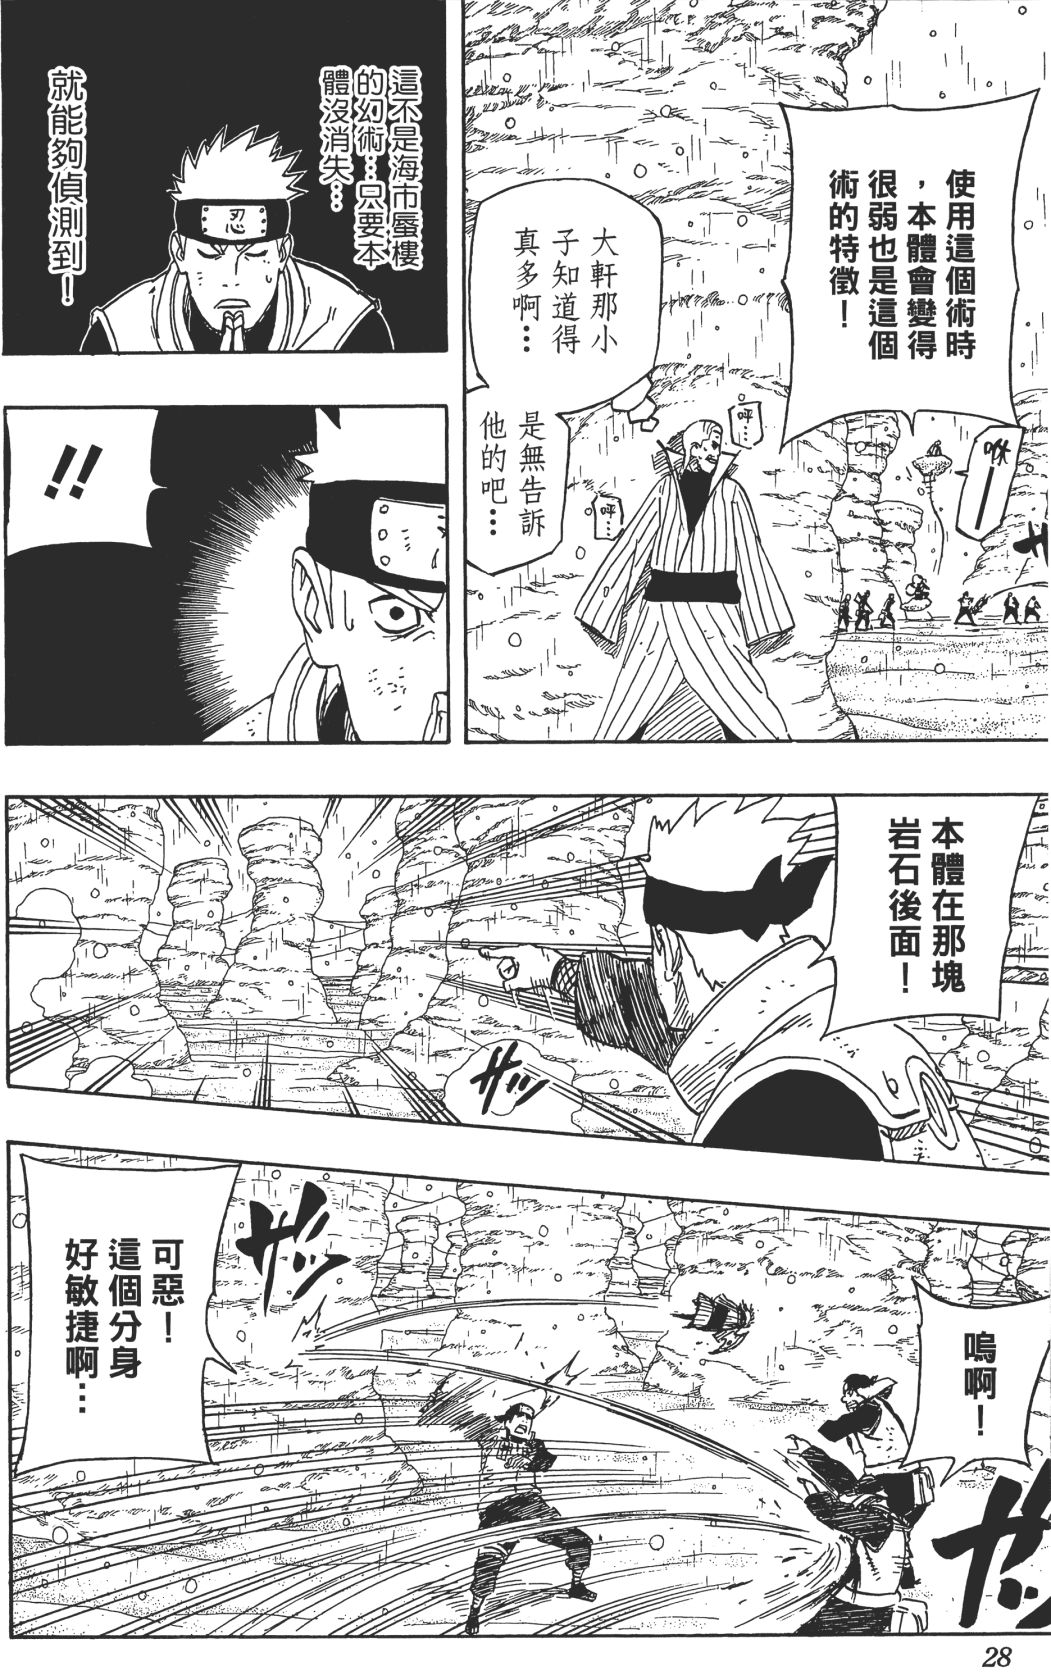 使用這個術時
，本體會變得
很弱也是這個
術的特徵！
咻
呼…
大軒那小
子知道得
真多啊…
是無告訴
他的吧…
呼…
這不是海市蜃樓
的幻術…只要本
體沒消失…
就能夠偵測到！
忍
!!
本體在那塊
岩石後面！
ザッ
嗚啊！
ザッ
可惡！
這個分身
好敏捷啊…
28